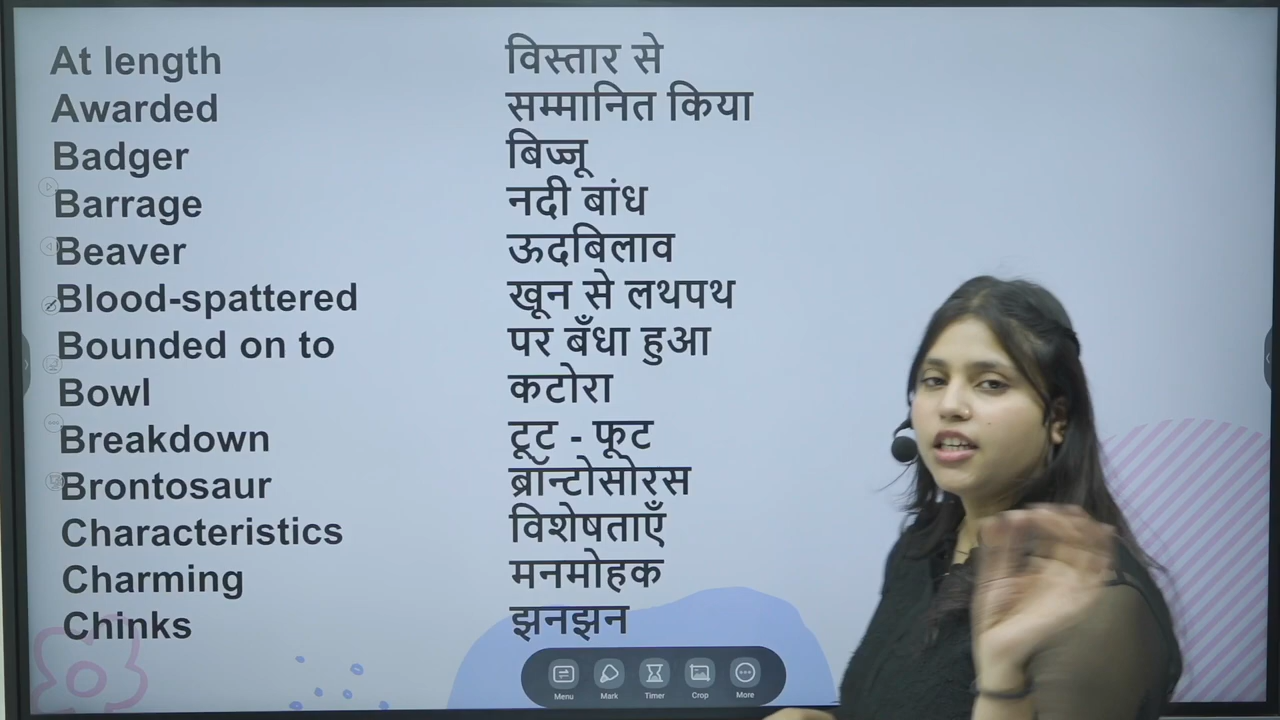 At length विस्तार से
Awarded सम्मानित किया
Badger बिज्जू
Barrage नदी बांध
Beaver ऊदबिलाव
Blood-spattered खून से लथपथ
Bounded on to पर बँधा हुआ
Bowl कटोरा
Breakdown टूट - फूट
Brontosaur ब्रॉन्टोसोरस
Characteristics विशेषताएँ
Charming मनमोहक
Chinks झनझन
Menu Mark Timer Crop More